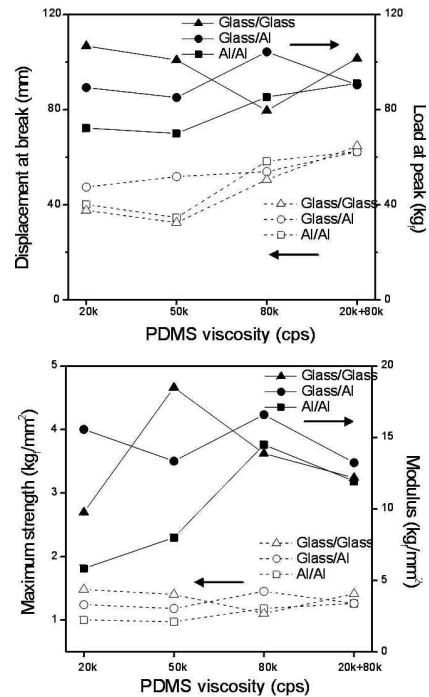 Glass/Glass
Glass/Al
Al/Al
120
80
40
0
Displacement at break (mm)
120
80
40
0
Load at peak (kgf)
Glass/Glass
Glass/Al
Al/Al
20k 50k 80k 20k+80k
PDMS viscosity (cps)
5
4
3
2
1
Maximum strength (kgf/mm²)
Glass/Glass
Glass/Al
Al/Al
20
15
10
5
0
Modulus (kgf/mm²)
Glass/Glass
Glass/Al
Al/Al
20k 50k 80k 20k+80k
PDMS viscosity (cps)